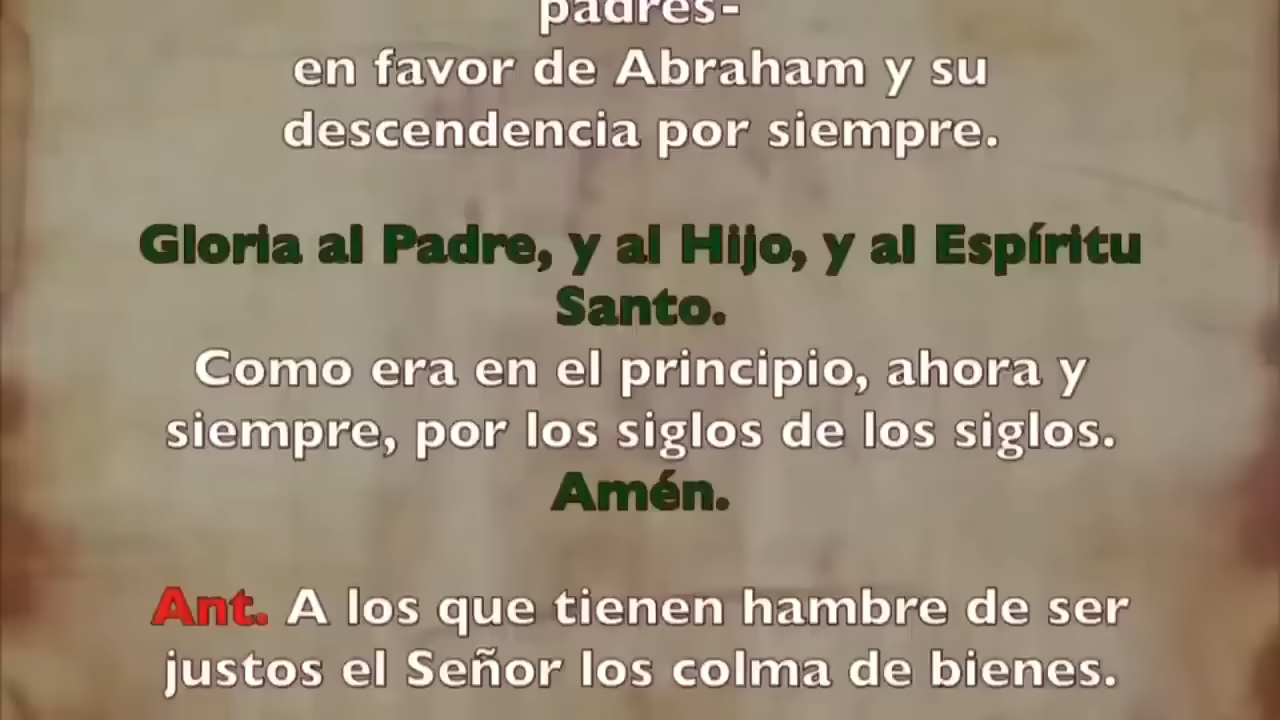 padres-
en favor de Abraham y su
descendencia por siempre.
Gloria al Padre, y al Hijo, y al Espíritu
Santo.
Como era en el principio, ahora y
siempre, por los siglos de los siglos.
Amén.
Ant. A los que tienen hambre de ser
justos el Señor los colma de bienes.